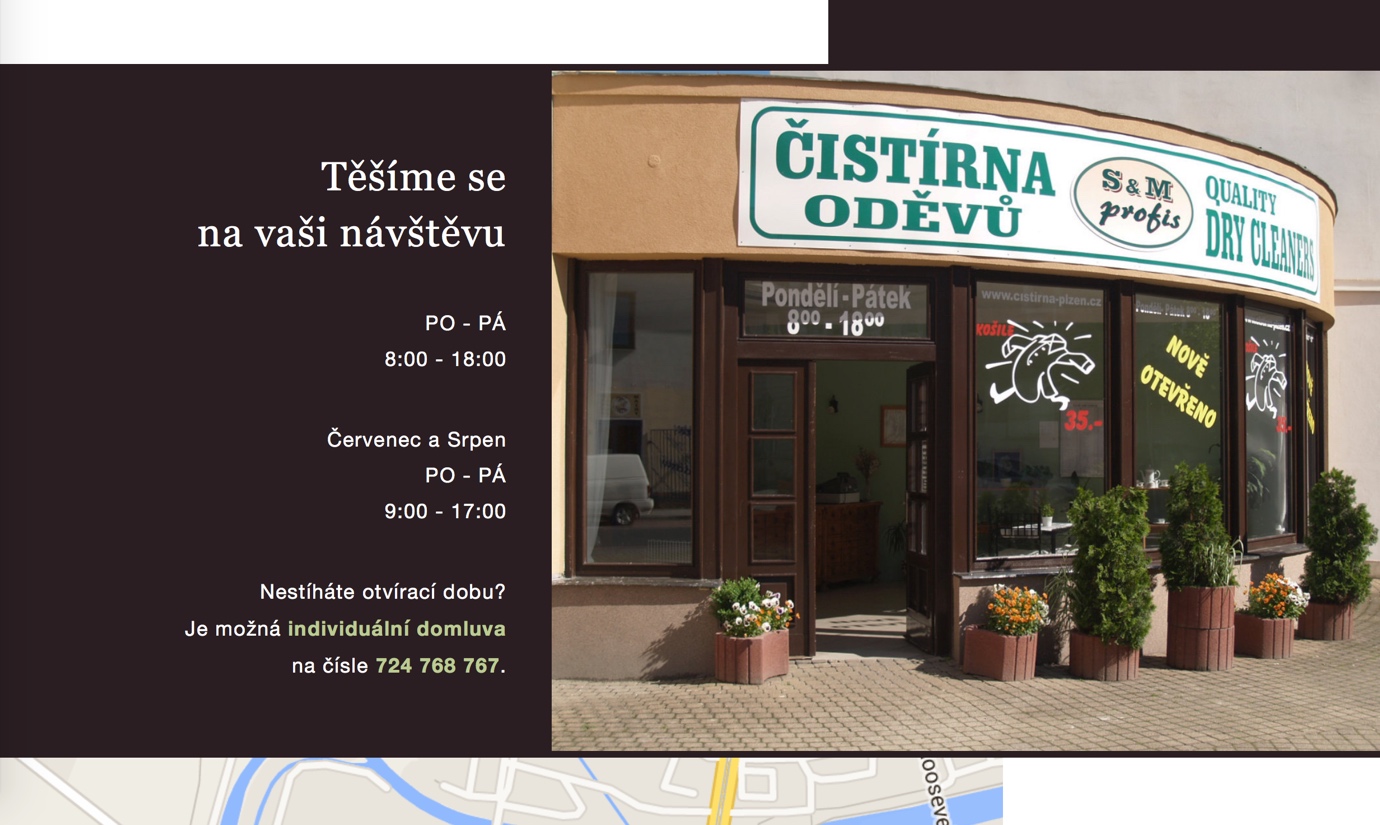 Těšíme se
na vaši návštěvu
PO - PÁ
8:00 - 18:00
Červenec a Srpen
PO - PÁ
9:00 - 17:00
Nestíháte otvírací dobu?
Je možná individuální domluva
na čísle 724 768 767.
ČISTÍRNA
ODĚVŮ
S & M
profis
QUALITY
DRY CLEANERS
Pondělí - Pátek
8⁰⁰ - 18⁰⁰
www.cistirna-plzen.cz
KOŠILE
35.-
NOVĚ
OTEVŘENO